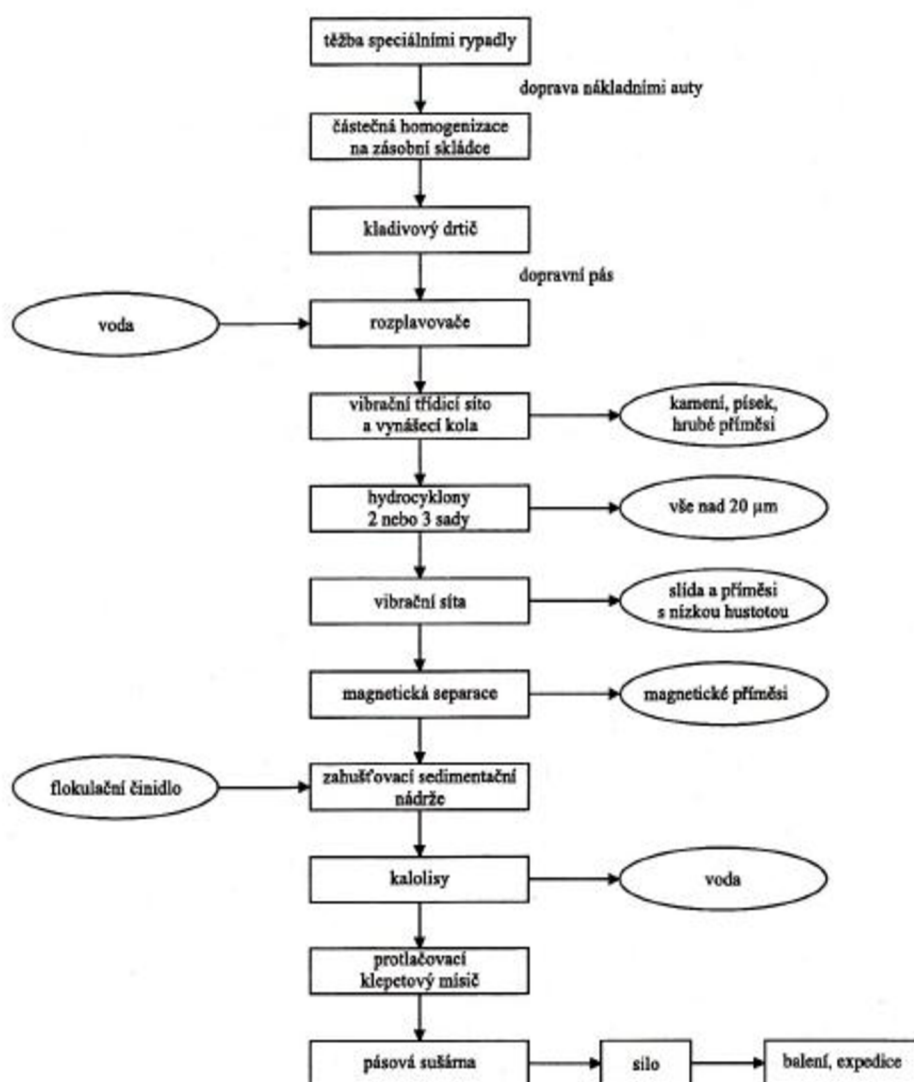 těžba speciálními rypadly
doprava nákladními auty
částečná homogenizace
na zásobní skládce
kladivový drtič
dopravní pás
voda
rozplavovače
vibrační třídicí síto
a vynášecí kola
kamení, písek,
hrubé příměsi
hydrocyklony
2 nebo 3 sady
vše nad 20 μm
vibrační síta
slída a příměsi
s nízkou hustotou
magnetická separace
magnetické příměsi
flokulační činidlo
zahušťovací sedimentační
nádrže
kalolisy
voda
protlačovací
klepetový mísič
pásová sušárna
silo
balení, expedice